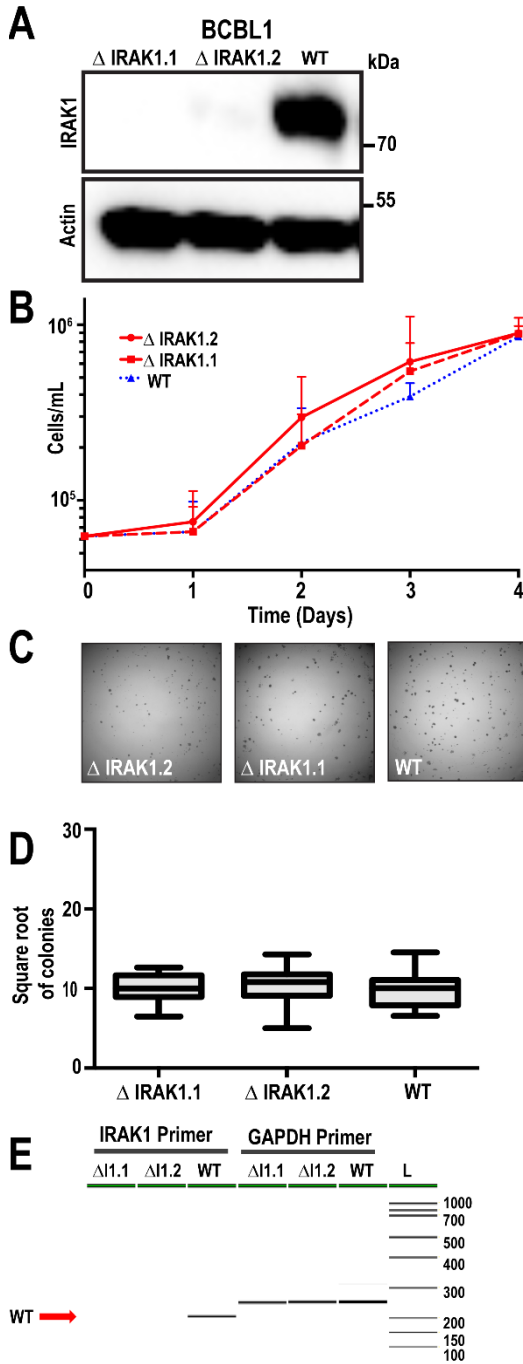 A
BCBL1
Δ IRAK1.1 Δ IRAK1.2 WT kDa
IRAK1
70
Actin
55
B
Cells/mL
10⁶
10⁵
Δ IRAK1.2
Δ IRAK1.1
WT
0 1 2 3 4
Time (Days)
C
Δ IRAK1.2 Δ IRAK1.1 WT
D
Square root
of colonies
30
20
10
0
Δ IRAK1.1 Δ IRAK1.2 WT
E
IRAK1 Primer GAPDH Primer
ΔI1.1 ΔI1.2 WT ΔI1.1 ΔI1.2 WT L
1000
700
500
400
300
200
150
100
WT